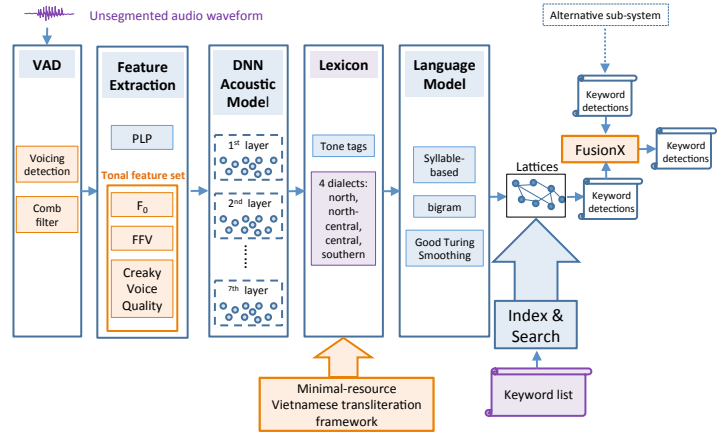 Unsegmented audio waveform
Alternative sub-system
VAD
Voicing
detection
Comb
filter
Feature
Extraction
PLP
Tonal feature set
F0
FFV
Creaky
Voice
Quality
DNN
Acoustic
Model
1st layer
2nd layer
7th layer
Lexicon
Tone tags
4 dialects:
north,
north-
central,
central,
southern
Language
Model
Syllable-
based
bigram
Good Turing
Smoothing
Lattices
Keyword
detections
FusionX
Keyword
detections
Keyword
detections
Index &
Search
Keyword list
Minimal-resource
Vietnamese transliteration
framework